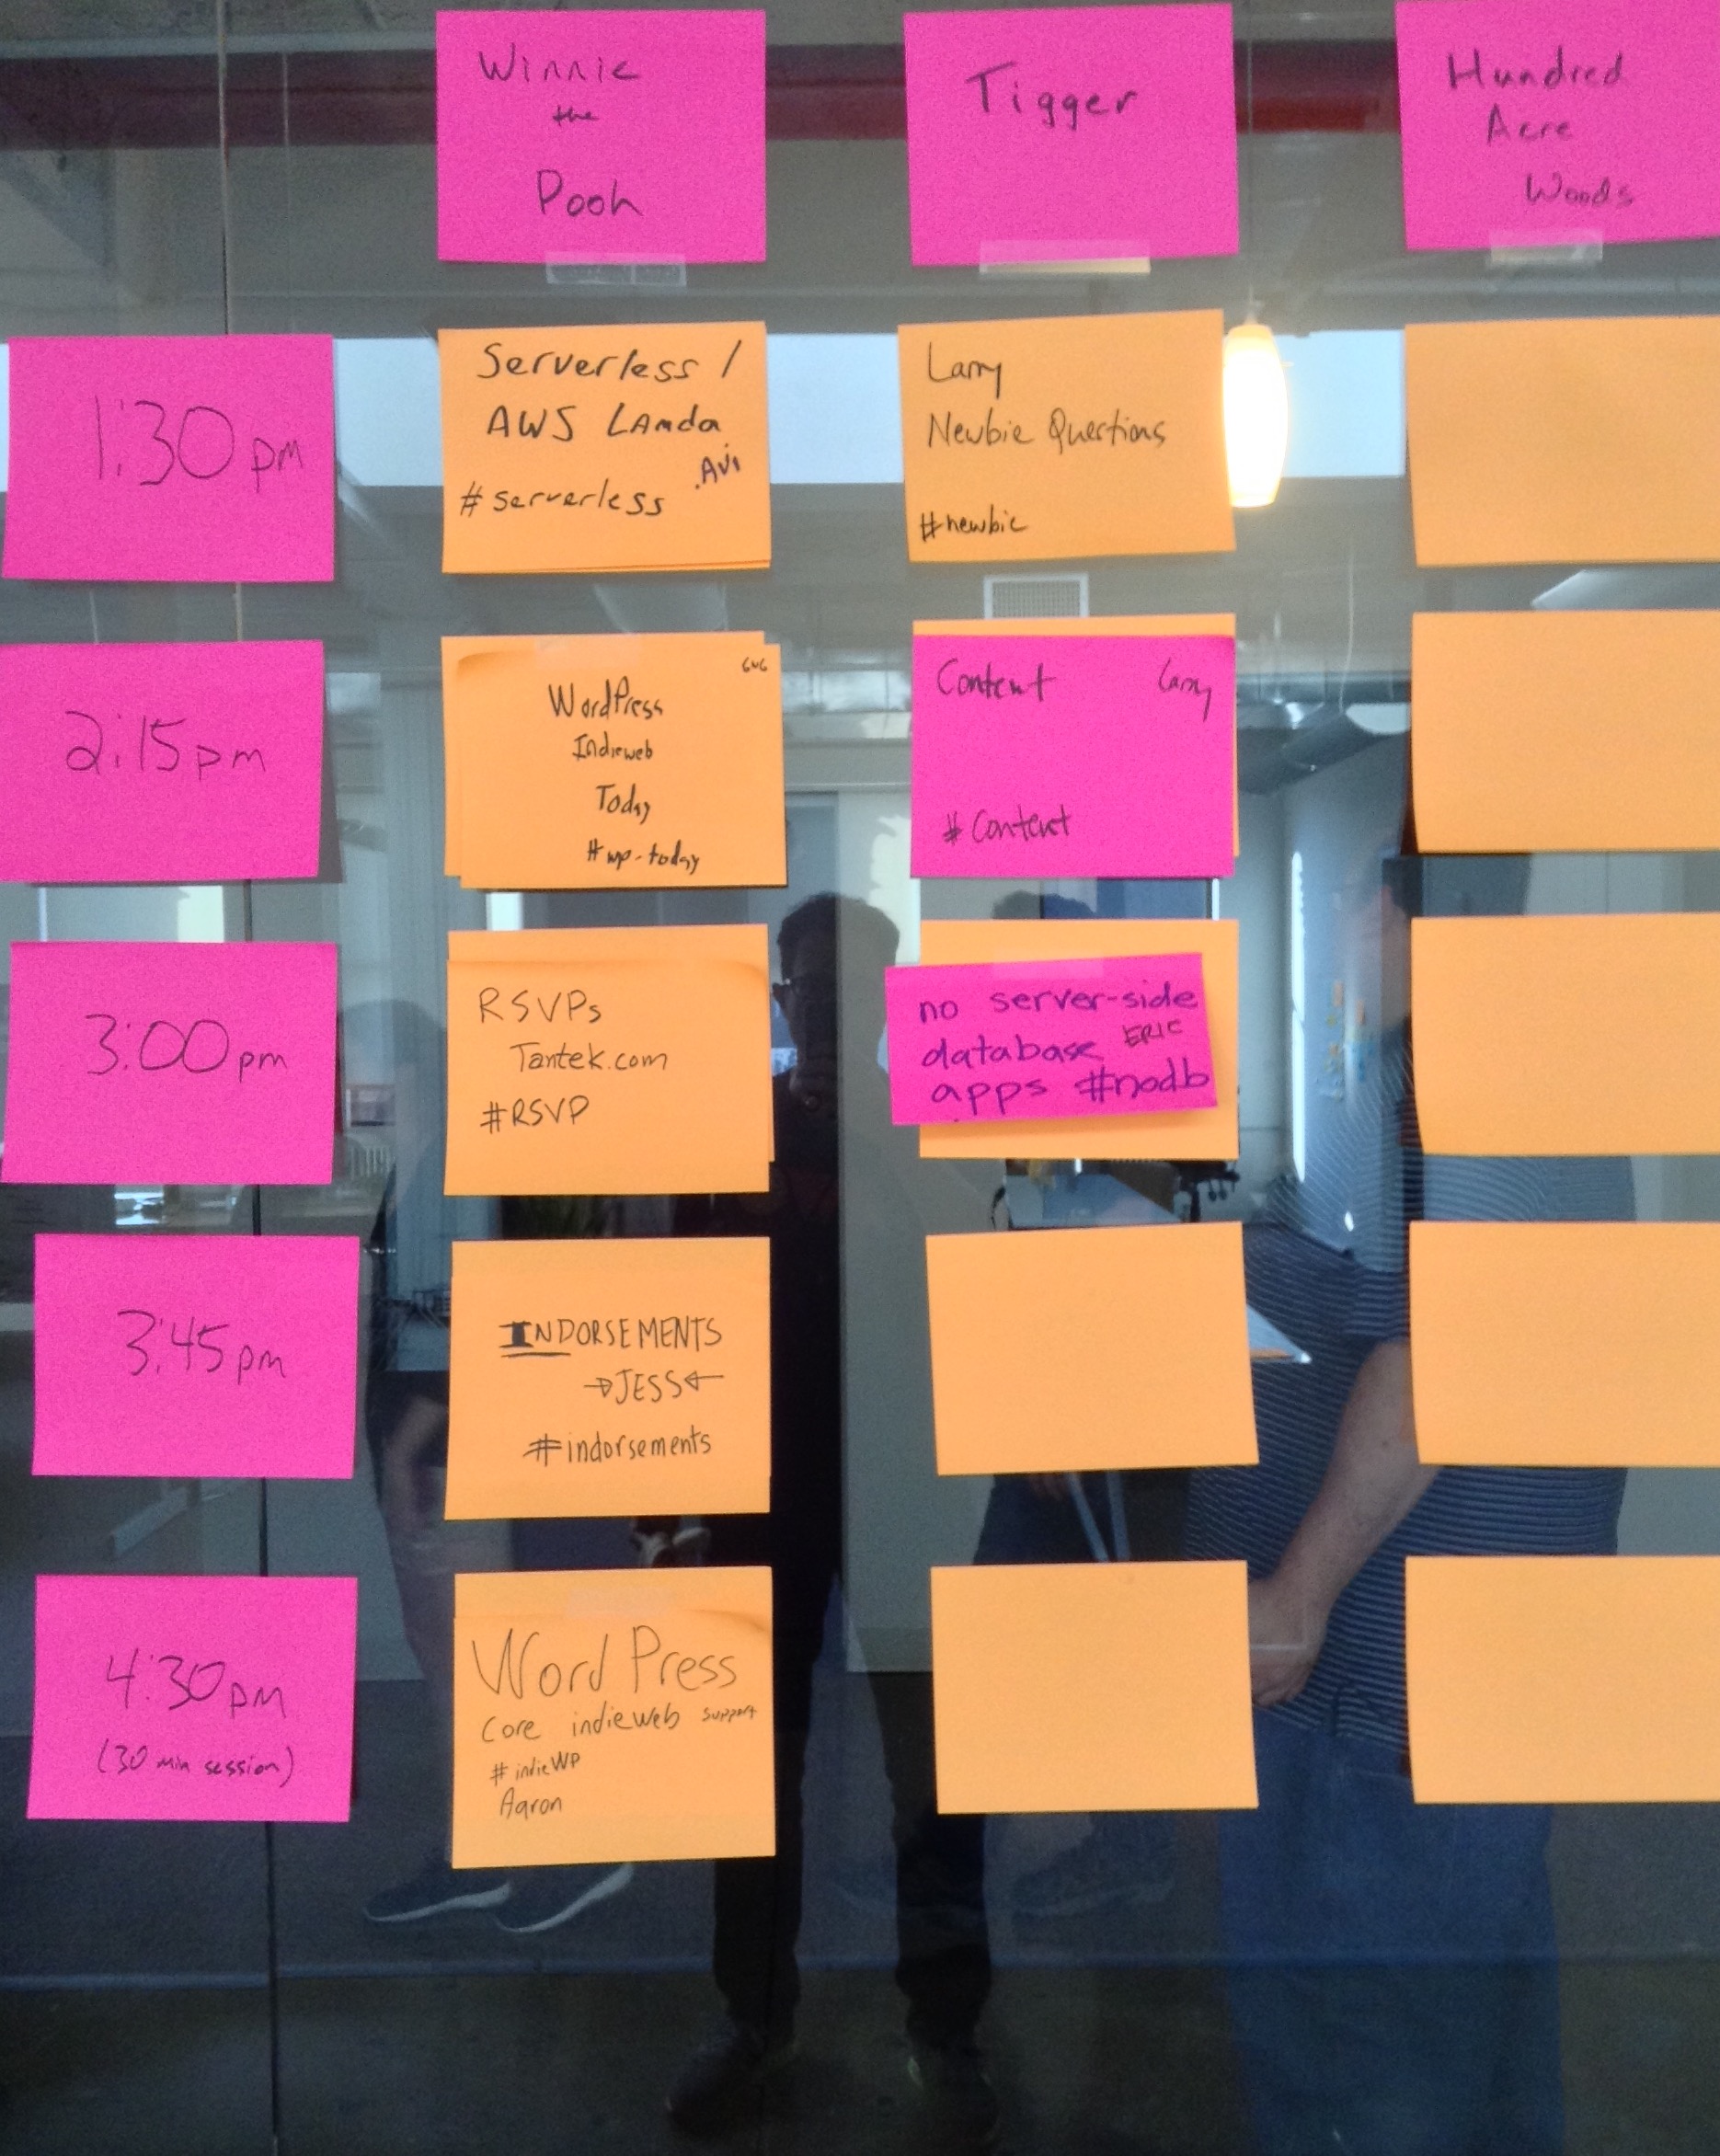 Winnie
the
Pooh
Tigger
Hundred
Acre
Woods
1:30 pm
Serverless /
AWS LAmda
.Avi
#serverless
Larry
Newbie Questions
#newbie
2:15pm
WordPress
Indieweb
Today
#wp-today
Content Larry
#Content
3:00 pm
RSVPs
Tantek.com
#RSVP
no server-side
database ERIC
apps #nodb
3:45 pm
INDORSEMENTS
→JESS←
#indorsements
4:30 pm
(30 min session)
WordPress
Core indieweb support
#indieWP
Aaron